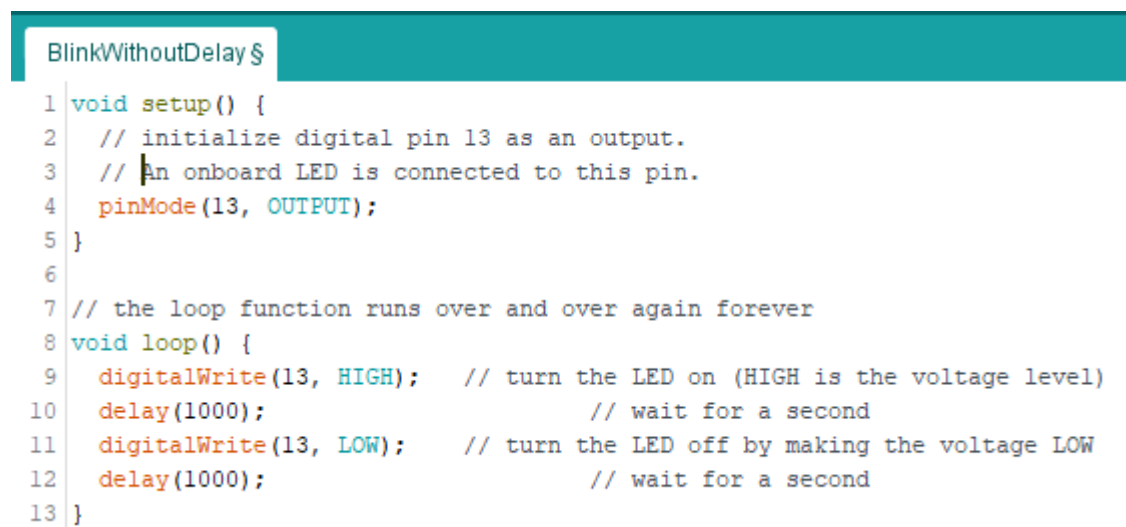 BlinkWithoutDelay §
1 void setup() {
2   // initialize digital pin 13 as an output.
3   // An onboard LED is connected to this pin.
4   pinMode(13, OUTPUT);
5 }
6
7 // the loop function runs over and over again forever
8 void loop() {
9   digitalWrite(13, HIGH);   // turn the LED on (HIGH is the voltage level)
10   delay(1000);                       // wait for a second
11   digitalWrite(13, LOW);    // turn the LED off by making the voltage LOW
12   delay(1000);                       // wait for a second
13 }